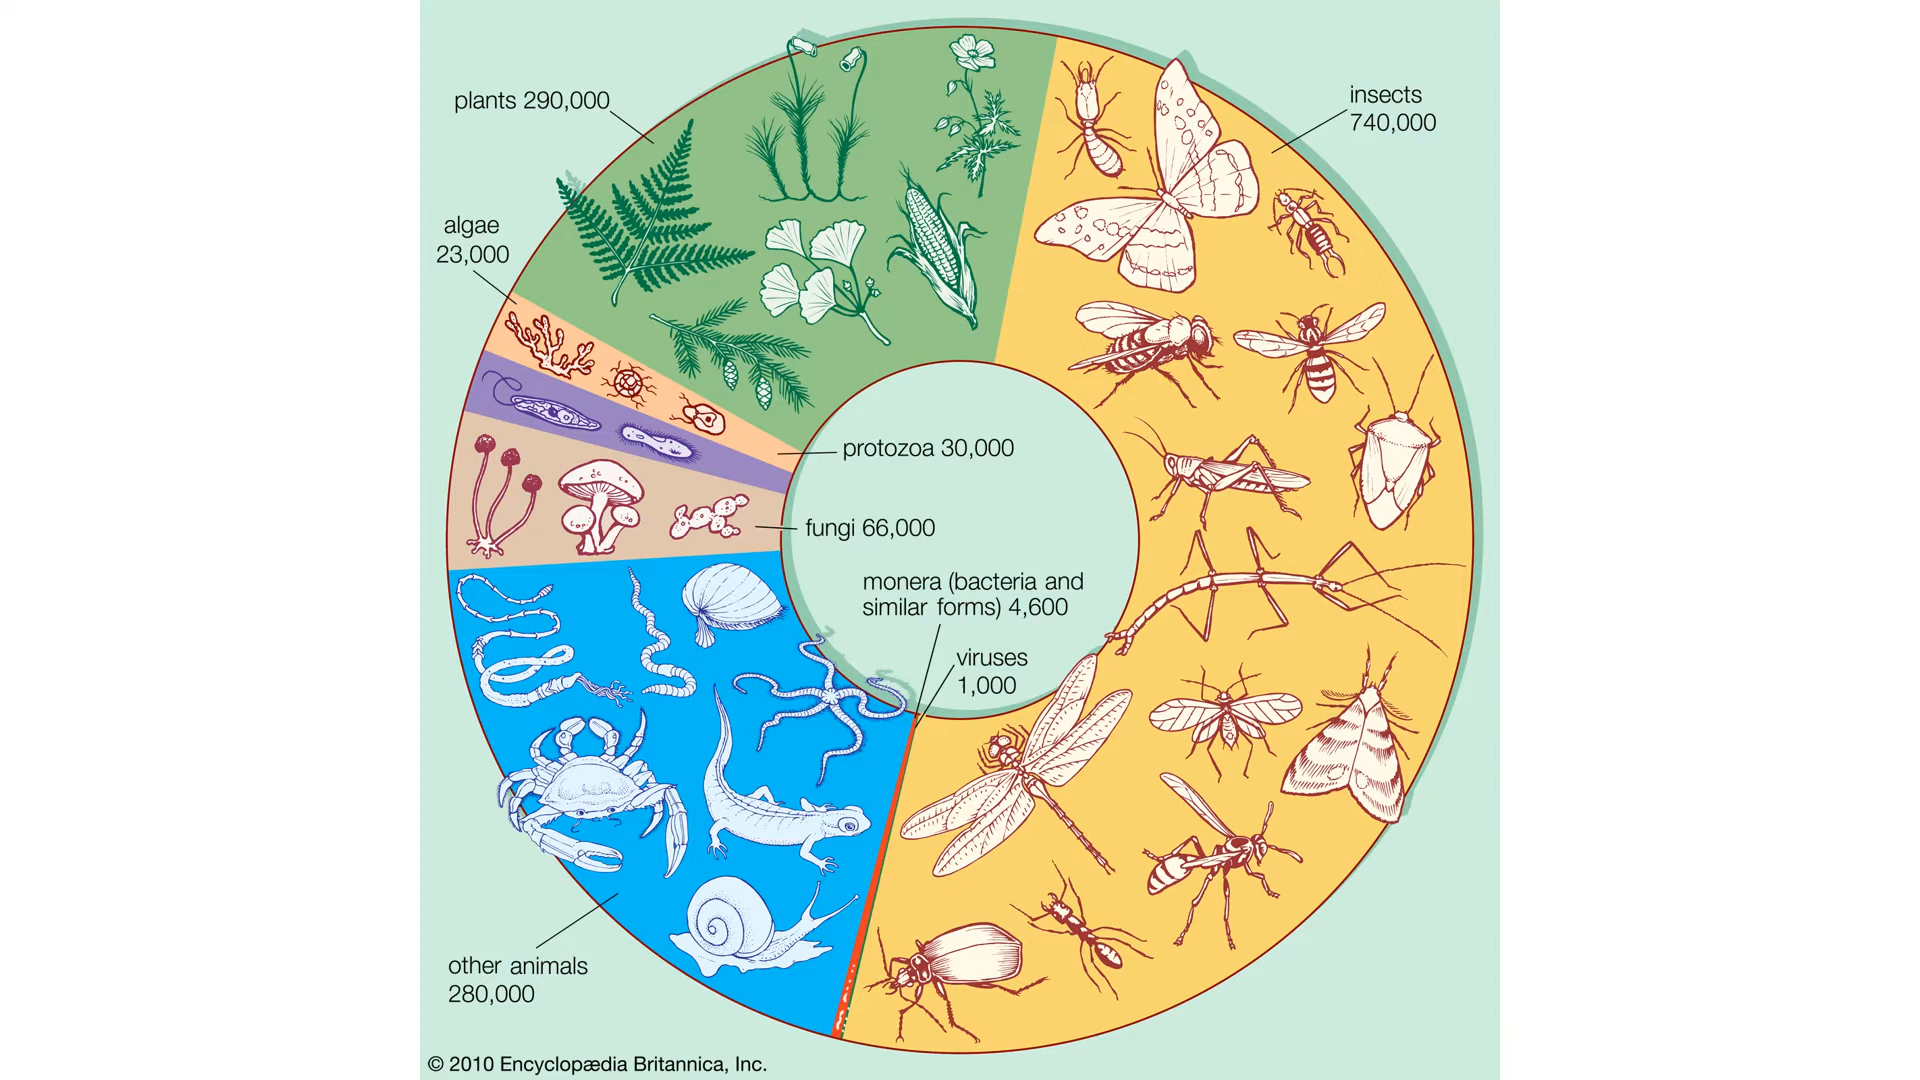 plants 290,000
insects
740,000
algae
23,000
protozoa 30,000
fungi 66,000
monera (bacteria and
similar forms) 4,600
viruses
1,000
other animals
280,000
© 2010 Encyclopædia Britannica, Inc.